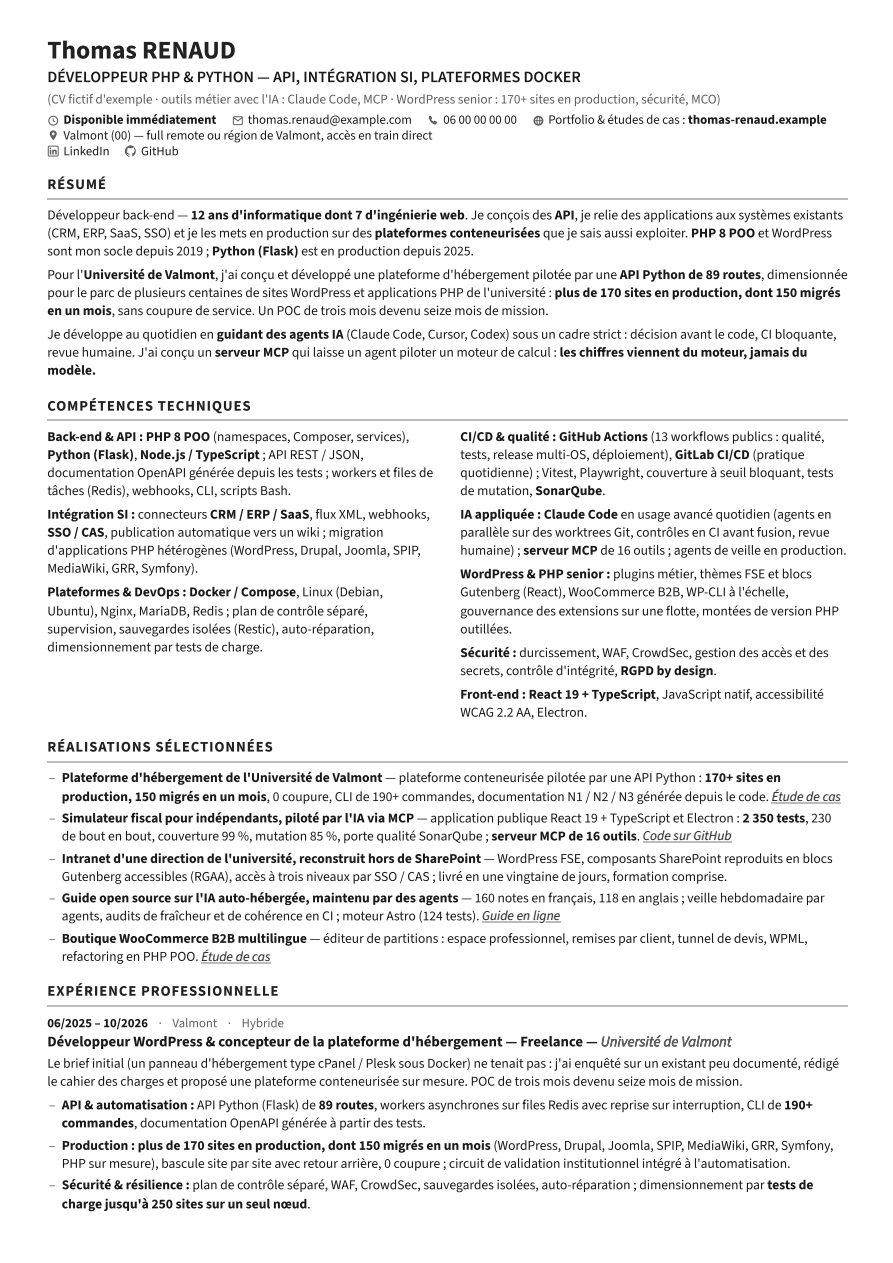 Thomas RENAUD
DÉVELOPPEUR PHP & PYTHON — API, INTÉGRATION SI, PLATEFORMES DOCKER
(CV fictif d'exemple · outils métier avec l'IA : Claude Code, MCP · WordPress senior : 170+ sites en production, sécurité, MCO)
Disponible immédiatement thomas.renaud@example.com 06 00 00 00 00 Portfolio & études de cas : thomas-renaud.example
Valmont (00) — full remote ou région de Valmont, accès en train direct
LinkedIn GitHub
RÉSUMÉ
Développeur back-end — 12 ans d'informatique dont 7 d'ingénierie web. Je conçois des API, je relie des applications aux systèmes existants
(CRM, ERP, SaaS, SSO) et je les mets en production sur des plateformes conteneurisées que je sais aussi exploiter. PHP 8 POO et WordPress
sont mon socle depuis 2019 ; Python (Flask) est en production depuis 2025.
Pour l'Université de Valmont, j'ai conçu et développé une plateforme d'hébergement pilotée par une API Python de 89 routes, dimensionnée
pour le parc de plusieurs centaines de sites WordPress et applications PHP de l'université : plus de 170 sites en production, dont 150 migrés
en un mois, sans coupure de service. Un POC de trois mois devenu seize mois de mission.
Je développe au quotidien en guidant des agents IA (Claude Code, Cursor, Codex) sous un cadre strict : décision avant le code, CI bloquante,
revue humaine. J'ai conçu un serveur MCP qui laisse un agent piloter un moteur de calcul : les chiffres viennent du moteur, jamais du
modèle.
COMPÉTENCES TECHNIQUES
Back-end & API : PHP 8 POO (namespaces, Composer, services),
Python (Flask), Node.js / TypeScript ; API REST / JSON,
documentation OpenAPI générée depuis les tests ; workers et files de
tâches (Redis), webhooks, CLI, scripts Bash.
Intégration SI : connecteurs CRM / ERP / SaaS, flux XML, webhooks,
SSO / CAS, publication automatique vers un wiki ; migration
d'applications PHP hétérogènes (WordPress, Drupal, Joomla, SPIP,
MediaWiki, GRR, Symfony).
Plateformes & DevOps : Docker / Compose, Linux (Debian,
Ubuntu), Nginx, MariaDB, Redis ; plan de contrôle séparé,
supervision, sauvegardes isolées (Restic), auto-réparation,
dimensionnement par tests de charge.
CI/CD & qualité : GitHub Actions (13 workflows publics : qualité,
tests, release multi-OS, déploiement), GitLab CI/CD (pratique
quotidienne) ; Vitest, Playwright, couverture à seuil bloquant, tests
de mutation, SonarQube.
IA appliquée : Claude Code en usage avancé quotidien (agents en
parallèle sur des worktrees Git, contrôles en CI avant fusion, revue
humaine) ; serveur MCP de 16 outils ; agents de veille en production.
WordPress & PHP senior : plugins métier, thèmes FSE et blocs
Gutenberg (React), WooCommerce B2B, WP-CLI à l'échelle,
gouvernance des extensions sur une flotte, montées de version PHP
outillées.
Sécurité : durcissement, WAF, CrowdSec, gestion des accès et des
secrets, contrôle d'intégrité, RGPD by design.
Front-end : React 19 + TypeScript, JavaScript natif, accessibilité
WCAG 2.2 AA, Electron.
RÉALISATIONS SÉLECTIONNÉES
– Plateforme d'hébergement de l'Université de Valmont — plateforme conteneurisée pilotée par une API Python : 170+ sites en
production, 150 migrés en un mois, 0 coupure, CLI de 190+ commandes, documentation N1 / N2 / N3 générée depuis le code. Étude de cas
– Simulateur fiscal pour indépendants, piloté par l'IA via MCP — application publique React 19 + TypeScript et Electron : 2 350 tests, 230
de bout en bout, couverture 99 %, mutation 85 %, porte qualité SonarQube ; serveur MCP de 16 outils. Code sur GitHub
– Intranet d'une direction de l'université, reconstruit hors de SharePoint — WordPress FSE, composants SharePoint reproduits en blocs
Gutenberg accessibles (RGAA), accès à trois niveaux par SSO / CAS ; livré en une vingtaine de jours, formation comprise.
– Guide open source sur l'IA auto-hébergée, maintenu par des agents — 160 notes en français, 118 en anglais ; veille hebdomadaire par
agents, audits de fraîcheur et de cohérence en CI ; moteur Astro (124 tests). Guide en ligne
– Boutique WooCommerce B2B multilingue — éditeur de partitions : espace professionnel, remises par client, tunnel de devis, WPML,
refactoring en PHP POO. Étude de cas
EXPÉRIENCE PROFESSIONNELLE
06/2025 – 10/2026 · Valmont · Hybride
Développeur WordPress & concepteur de la plateforme d'hébergement — Freelance — Université de Valmont
Le brief initial (un panneau d'hébergement type cPanel / Plesk sous Docker) ne tenait pas : j'ai enquêté sur un existant peu documenté, rédigé
le cahier des charges et proposé une plateforme conteneurisée sur mesure. POC de trois mois devenu seize mois de mission.
– API & automatisation : API Python (Flask) de 89 routes, workers asynchrones sur files Redis avec reprise sur interruption, CLI de 190+
commandes, documentation OpenAPI générée à partir des tests.
– Production : plus de 170 sites en production, dont 150 migrés en un mois (WordPress, Drupal, Joomla, SPIP, MediaWiki, GRR, Symfony,
PHP sur mesure), bascule site par site avec retour arrière, 0 coupure ; circuit de validation institutionnel intégré à l'automatisation.
– Sécurité & résilience : plan de contrôle séparé, WAF, CrowdSec, sauvegardes isolées, auto-réparation ; dimensionnement par tests de
charge jusqu'à 250 sites sur un seul nœud.